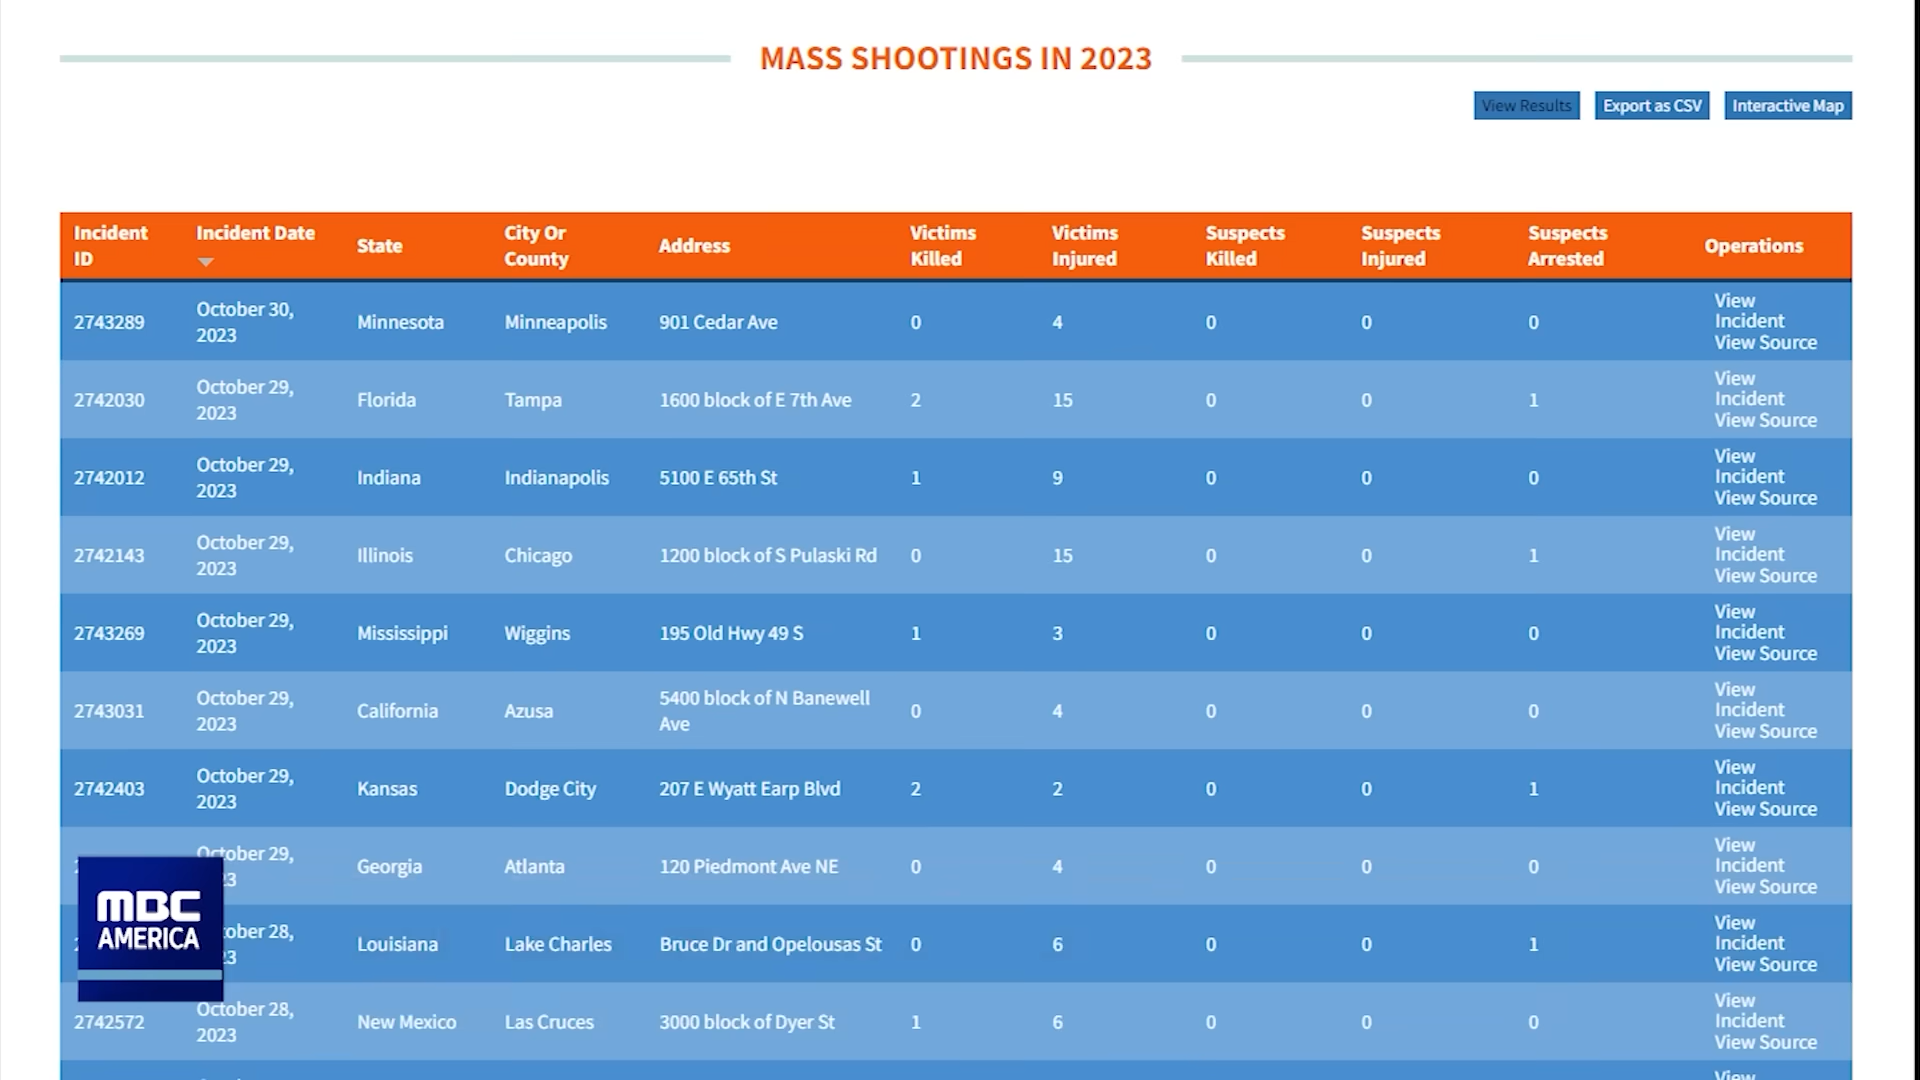 MASS SHOOTINGS IN 2023
View Results Export as CSV Interactive Map
Incident ID Incident Date State City Or County Address Victims Killed Victims Injured Suspects Killed Suspects Injured Suspects Arrested Operations
2743289 October 30, 2023 Minnesota Minneapolis 901 Cedar Ave 0 4 0 0 0 View Incident View Source
2742030 October 29, 2023 Florida Tampa 1600 block of E 7th Ave 2 15 0 0 1 View Incident View Source
2742012 October 29, 2023 Indiana Indianapolis 5100 E 65th St 1 9 0 0 0 View Incident View Source
2742143 October 29, 2023 Illinois Chicago 1200 block of S Pulaski Rd 0 15 0 0 1 View Incident View Source
2743269 October 29, 2023 Mississippi Wiggins 195 Old Hwy 49 S 1 3 0 0 0 View Incident View Source
2743031 October 29, 2023 California Azusa 5400 block of N Banewell Ave 0 4 0 0 0 View Incident View Source
2742403 October 29, 2023 Kansas Dodge City 207 E Wyatt Earp Blvd 2 2 0 0 1 View Incident View Source
October 29, Georgia Atlanta 120 Piedmont Ave NE 0 4 0 0 0 View Incident View Source
28, Louisiana Lake Charles Bruce Dr and Opelousas St 0 6 0 0 1 View Incident View Source
2742572 October 28, 2023 New Mexico Las Cruces 3000 block of Dyer St 1 6 0 0 0 View Incident View Source
View
MBC
AMERICA